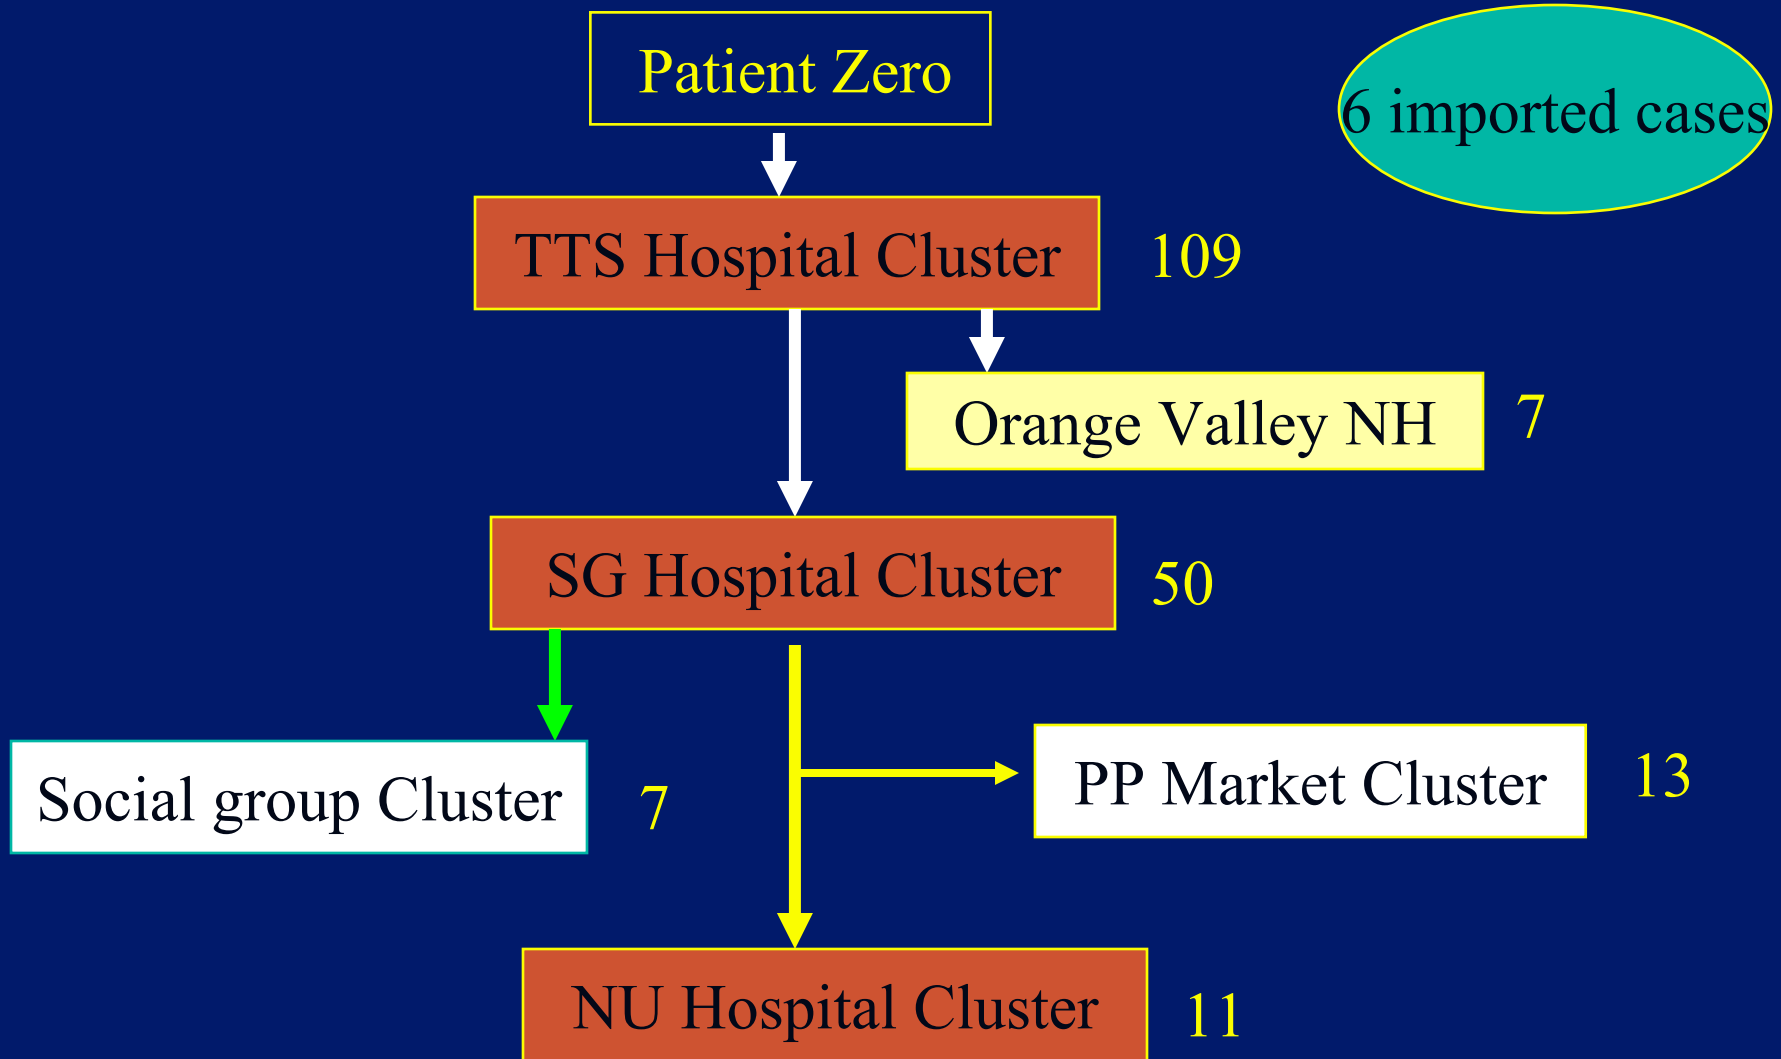 Patient Zero
6 imported cases
TTS Hospital Cluster
109
Orange Valley NH
7
SG Hospital Cluster
50
Social group Cluster
7
PP Market Cluster
13
NU Hospital Cluster
11